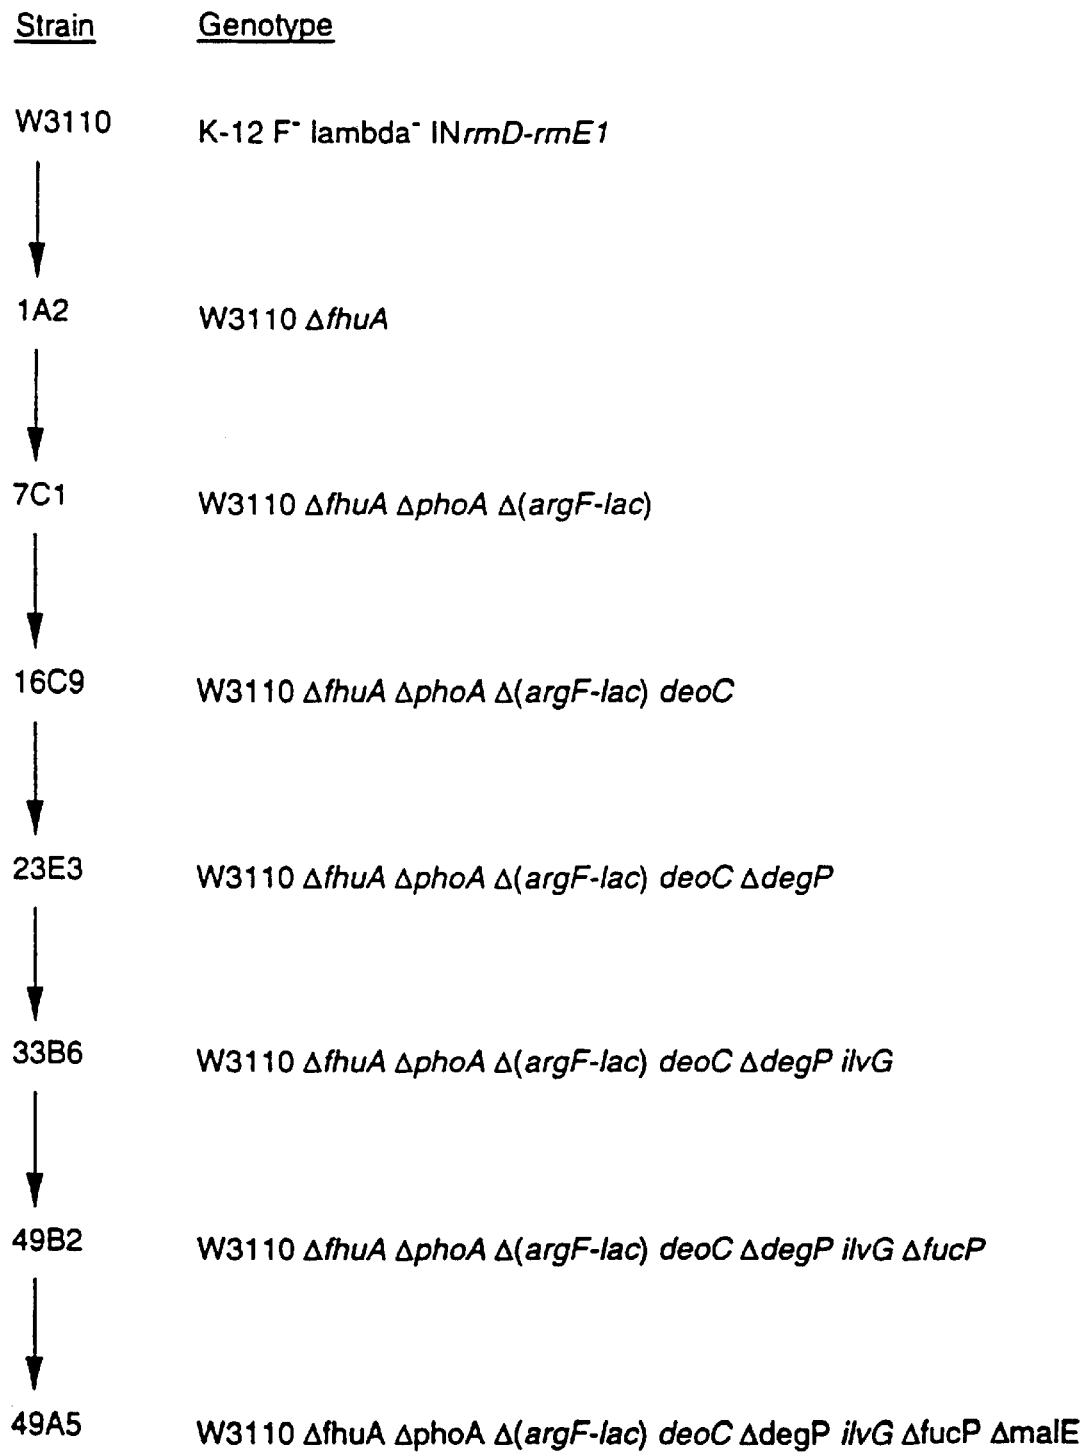 Strain Genotype
W3110 K-12 F⁻ lambda⁻ INrrnD-rrnE1
1A2 W3110 ΔfhuA
7C1 W3110 ΔfhuA ΔphoA Δ(argF-lac)
16C9 W3110 ΔfhuA ΔphoA Δ(argF-lac) deoC
23E3 W3110 ΔfhuA ΔphoA Δ(argF-lac) deoC ΔdegP
33B6 W3110 ΔfhuA ΔphoA Δ(argF-lac) deoC ΔdegP ilvG
49B2 W3110 ΔfhuA ΔphoA Δ(argF-lac) deoC ΔdegP ilvG ΔfucP
49A5 W3110 ΔfhuA ΔphoA Δ(argF-lac) deoC ΔdegP ilvG ΔfucP ΔmalE